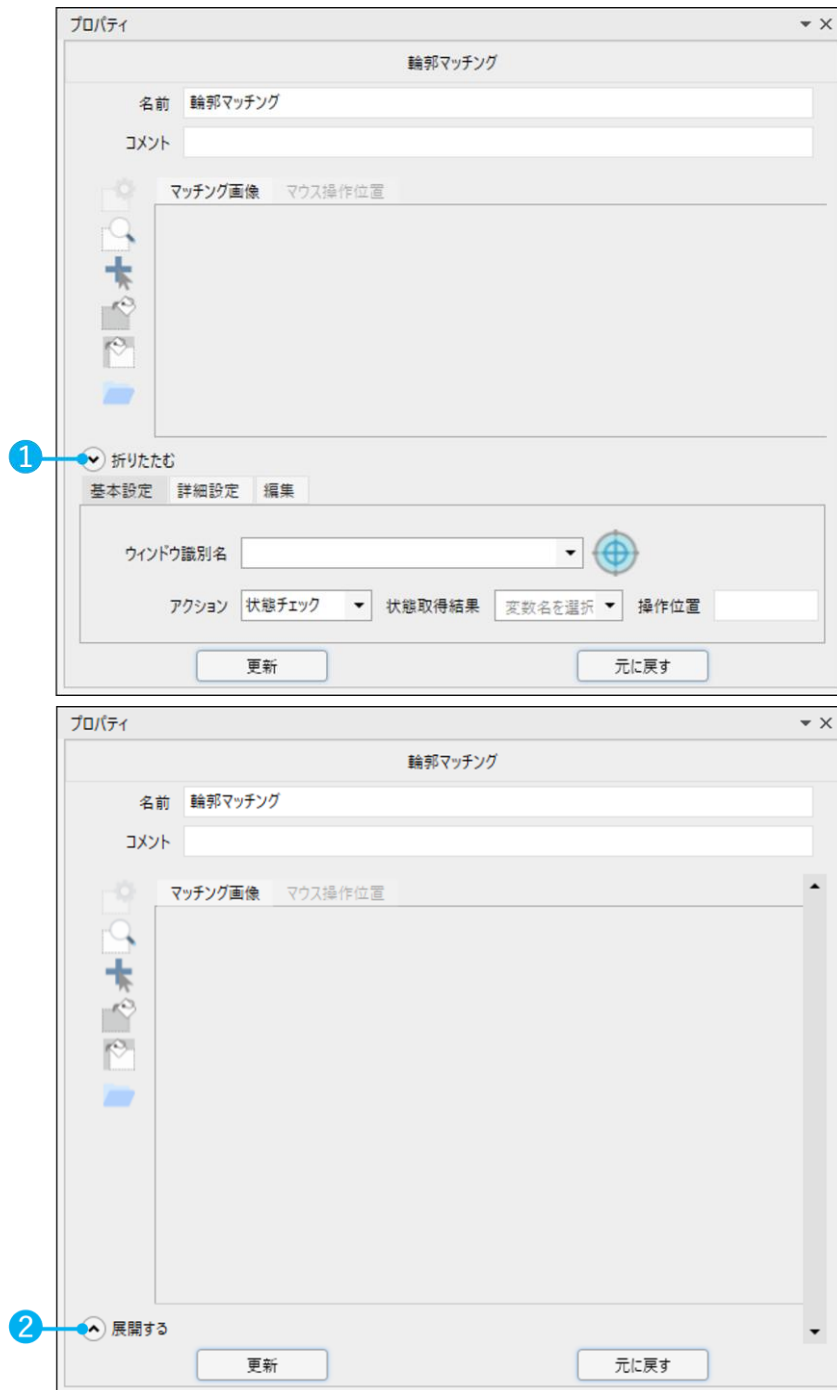 プロパティ
輪郭マッチング
名前 輪郭マッチング
コメント
マッチング画像 マウス操作位置
1 折りたたむ
基本設定 詳細設定 編集
ウィンドウ識別名
アクション 状態チェック 状態取得結果 変数名を選択 操作位置
更新 元に戻す
プロパティ
輪郭マッチング
名前 輪郭マッチング
コメント
マッチング画像 マウス操作位置
2 展開する
更新 元に戻す